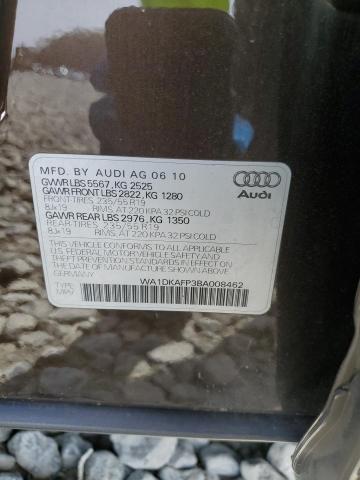 MFD. BY AUDI AG 06 10
GVWR LBS 5567, KG 2525
GAWR FRONT LBS 2822, KG 1280
FRONT-TIRES 235/55 R19
8Jx19 RIMS, AT 220 KPA 32 PSI COLD
GAWR REAR LBS 2976, KG 1350
REAR-TIRES 235/55 R19
8Jx19 RIMS, AT 220 KPA 32 PSI COLD
THIS VEHICLE CONFORMS TO ALL APPLICABLE
U.S. FEDERAL MOTOR VEHICLE SAFETY AND
THEFT PREVENTION STANDARDS IN EFFECT ON
THE DATE OF MANUFACTURE SHOWN ABOVE
GERMANY
WA1DKAFP3BA008462
TYPE
MPV
Audi